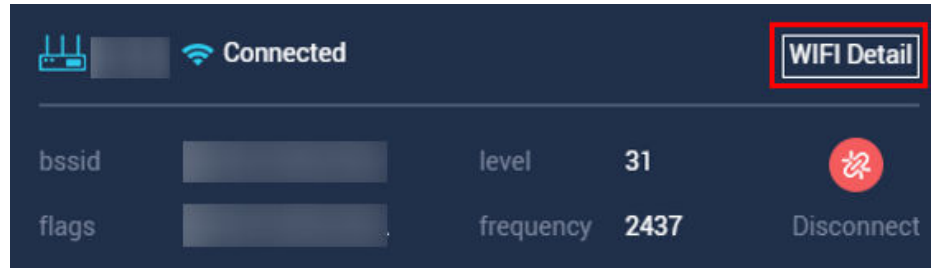 Connected WIFI Detail
bssid level 31
flags . frequency 2437 Disconnect